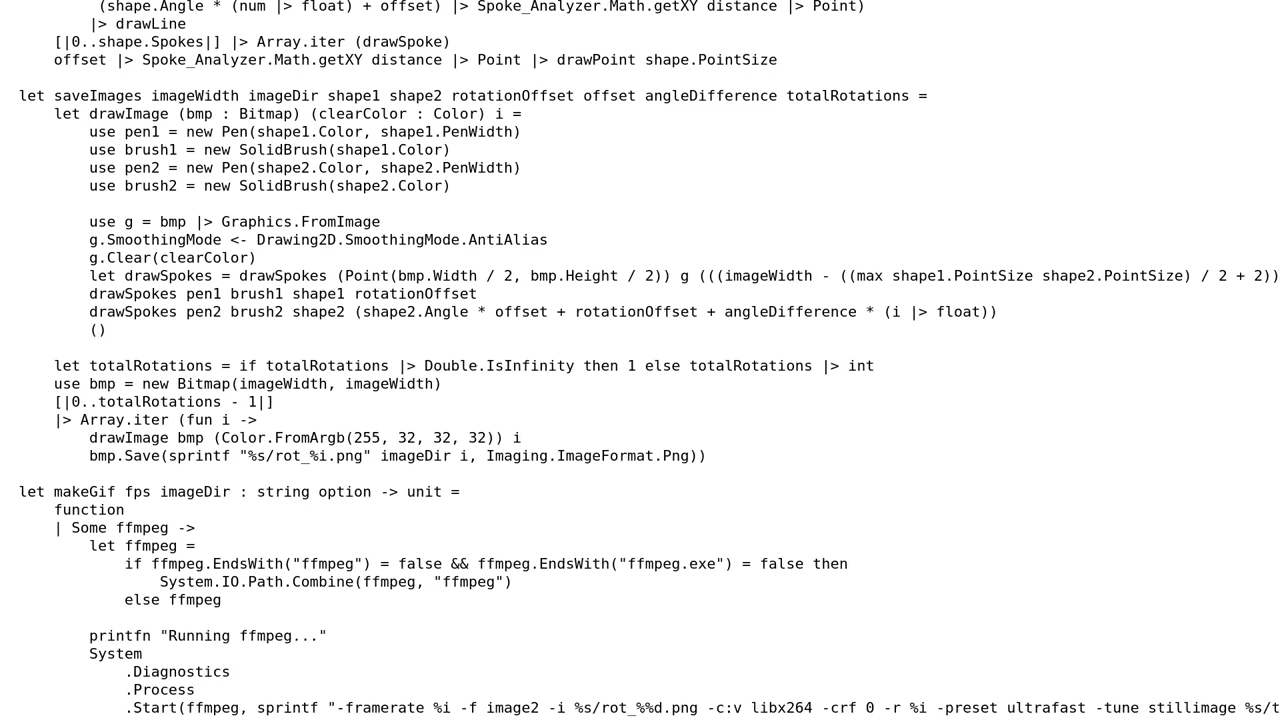 (shape.Angle * (num |> float) + offset) |> Spoke_Analyzer.Math.getXY distance |> Point)
|> drawLine
[|0..shape.Spokes|] |> Array.iter (drawSpoke)
offset |> Spoke_Analyzer.Math.getXY distance |> Point |> drawPoint shape.PointSize
let saveImages imageWidth imageDir shape1 shape2 rotationOffset offset angleDifference totalRotations =
let drawImage (bmp : Bitmap) (clearColor : Color) i =
use pen1 = new Pen(shape1.Color, shape1.PenWidth)
use brush1 = new SolidBrush(shape1.Color)
use pen2 = new Pen(shape2.Color, shape2.PenWidth)
use brush2 = new SolidBrush(shape2.Color)
use g = bmp |> Graphics.FromImage
g.SmoothingMode <- Drawing2D.SmoothingMode.AntiAlias
g.Clear(clearColor)
let drawSpokes = drawSpokes (Point(bmp.Width / 2, bmp.Height / 2)) g (((imageWidth - ((max shape1.PointSize shape2.PointSize) / 2 + 2))
drawSpokes pen1 brush1 shape1 rotationOffset
drawSpokes pen2 brush2 shape2 (shape2.Angle * offset + rotationOffset + angleDifference * (i |> float))
()
let totalRotations = if totalRotations |> Double.IsInfinity then 1 else totalRotations |> int
use bmp = new Bitmap(imageWidth, imageWidth)
[|0..totalRotations - 1|]
|> Array.iter (fun i ->
drawImage bmp (Color.FromArgb(255, 32, 32, 32)) i
bmp.Save(sprintf "%s/rot_%i.png" imageDir i, Imaging.ImageFormat.Png))
let makeGif fps imageDir : string option -> unit =
function
| Some ffmpeg ->
let ffmpeg =
if ffmpeg.EndsWith("ffmpeg") = false && ffmpeg.EndsWith("ffmpeg.exe") = false then
System.IO.Path.Combine(ffmpeg, "ffmpeg")
else ffmpeg
printfn "Running ffmpeg..."
System
.Diagnostics
.Process
.Start(ffmpeg, sprintf "-framerate %i -f image2 -i %s/rot_%%d.png -c:v libx264 -crf 0 -r %i -preset ultrafast -tune stillimage %s/t